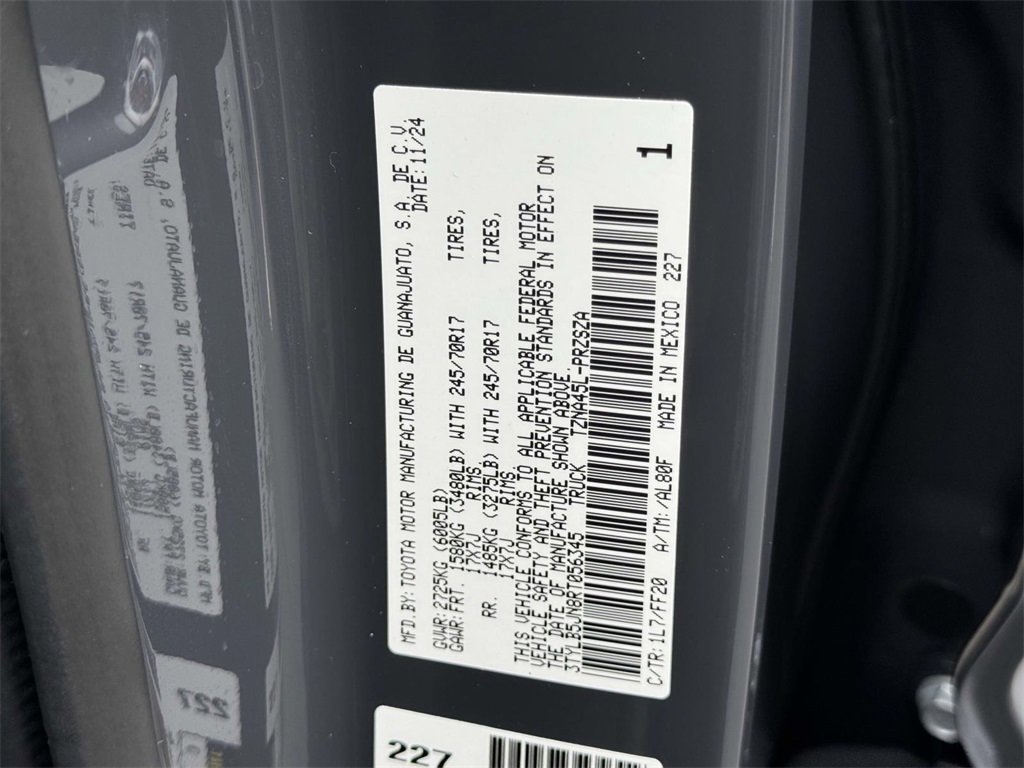 MFD.BY:TOYOTA MOTOR MANUFACTURING DE GUANAJUATO, S.A. DE C.V.
DATE:11/24
GVWR:2725KG (6005LB)
GAWR:FRT. 1580KG (3480LB) WITH 245/70R17 TIRES,
17X7J RIMS,
RR. 1485KG (3275LB) WITH 245/70R17 TIRES,
17X7J RIMS.
THIS VEHICLE CONFORMS TO ALL APPLICABLE FEDERAL MOTOR
VEHICLE SAFETY AND THEFT PREVENTION STANDARDS IN EFFECT ON
THE DATE OF MANUFACTURE SHOWN ABOVE.
3TYLB5JN8RT056345 TRUCK TZNA45L-PRZSZA
C/TR:1L7/FF20 A/TM:/AL80F MADE IN MEXICO 227
1
227